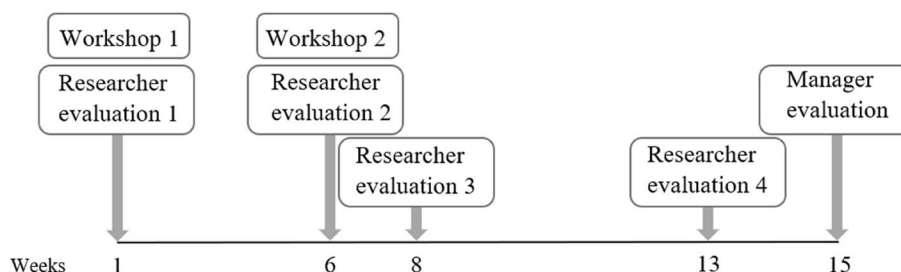 Workshop 1
Workshop 2
Researcher
evaluation 1
Researcher
evaluation 2
Manager
evaluation
Researcher
evaluation 3
Researcher
evaluation 4
Weeks 1 6 8 13 15